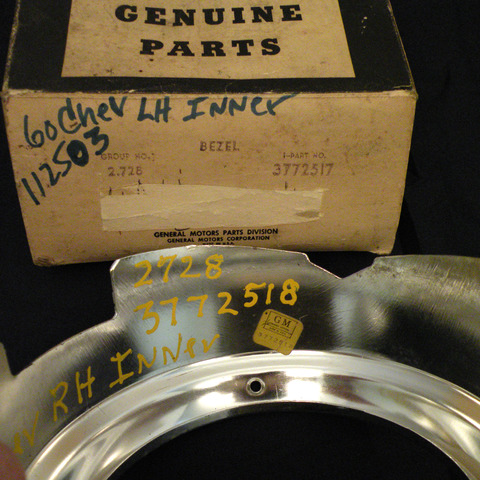 GENUINE
PARTS
60 Chev LH INNER
112503
BEZEL
GROUP NO.
PART NO.
2.728
3772517
GENERAL MOTORS PARTS DIVISION
GENERAL MOTORS CORPORATION
2728
3772518
GM
RH INNer